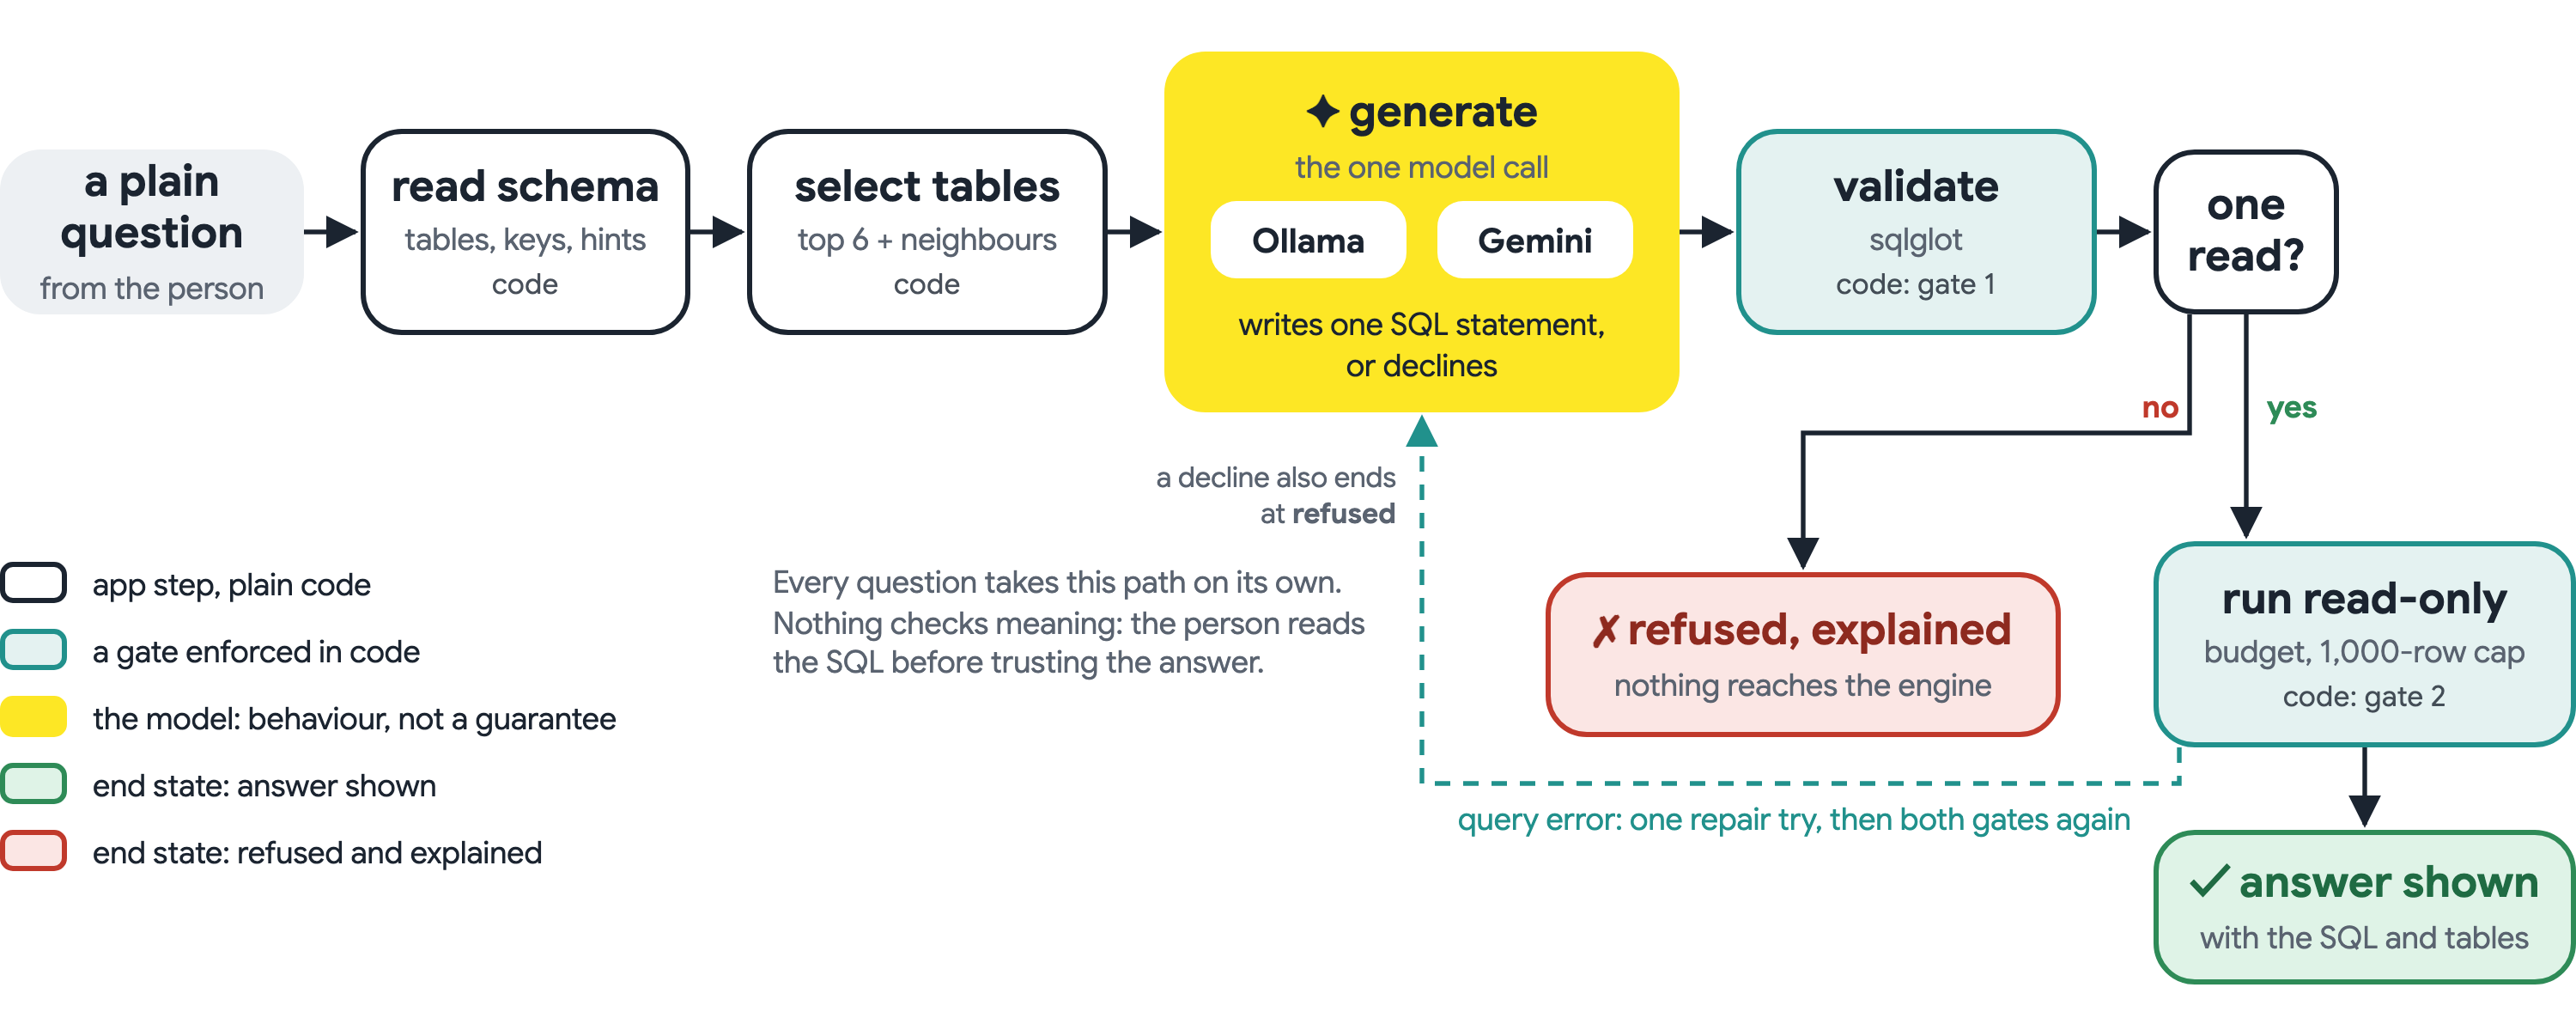 a plain
question
from the person
read schema
tables, keys, hints
code
select tables
top 6 + neighbours
code
generate
the one model call
Ollama
Gemini
writes one SQL statement,
or declines
validate
sqlglot
code: gate 1
one
read?
no
yes
a decline also ends
at refused
Every question takes this path on its own.
Nothing checks meaning: the person reads
the SQL before trusting the answer.
✗ refused, explained
nothing reaches the engine
run read-only
budget, 1,000-row cap
code: gate 2
query error: one repair try, then both gates again
✓ answer shown
with the SQL and tables
app step, plain code
a gate enforced in code
the model: behaviour, not a guarantee
end state: answer shown
end state: refused and explained